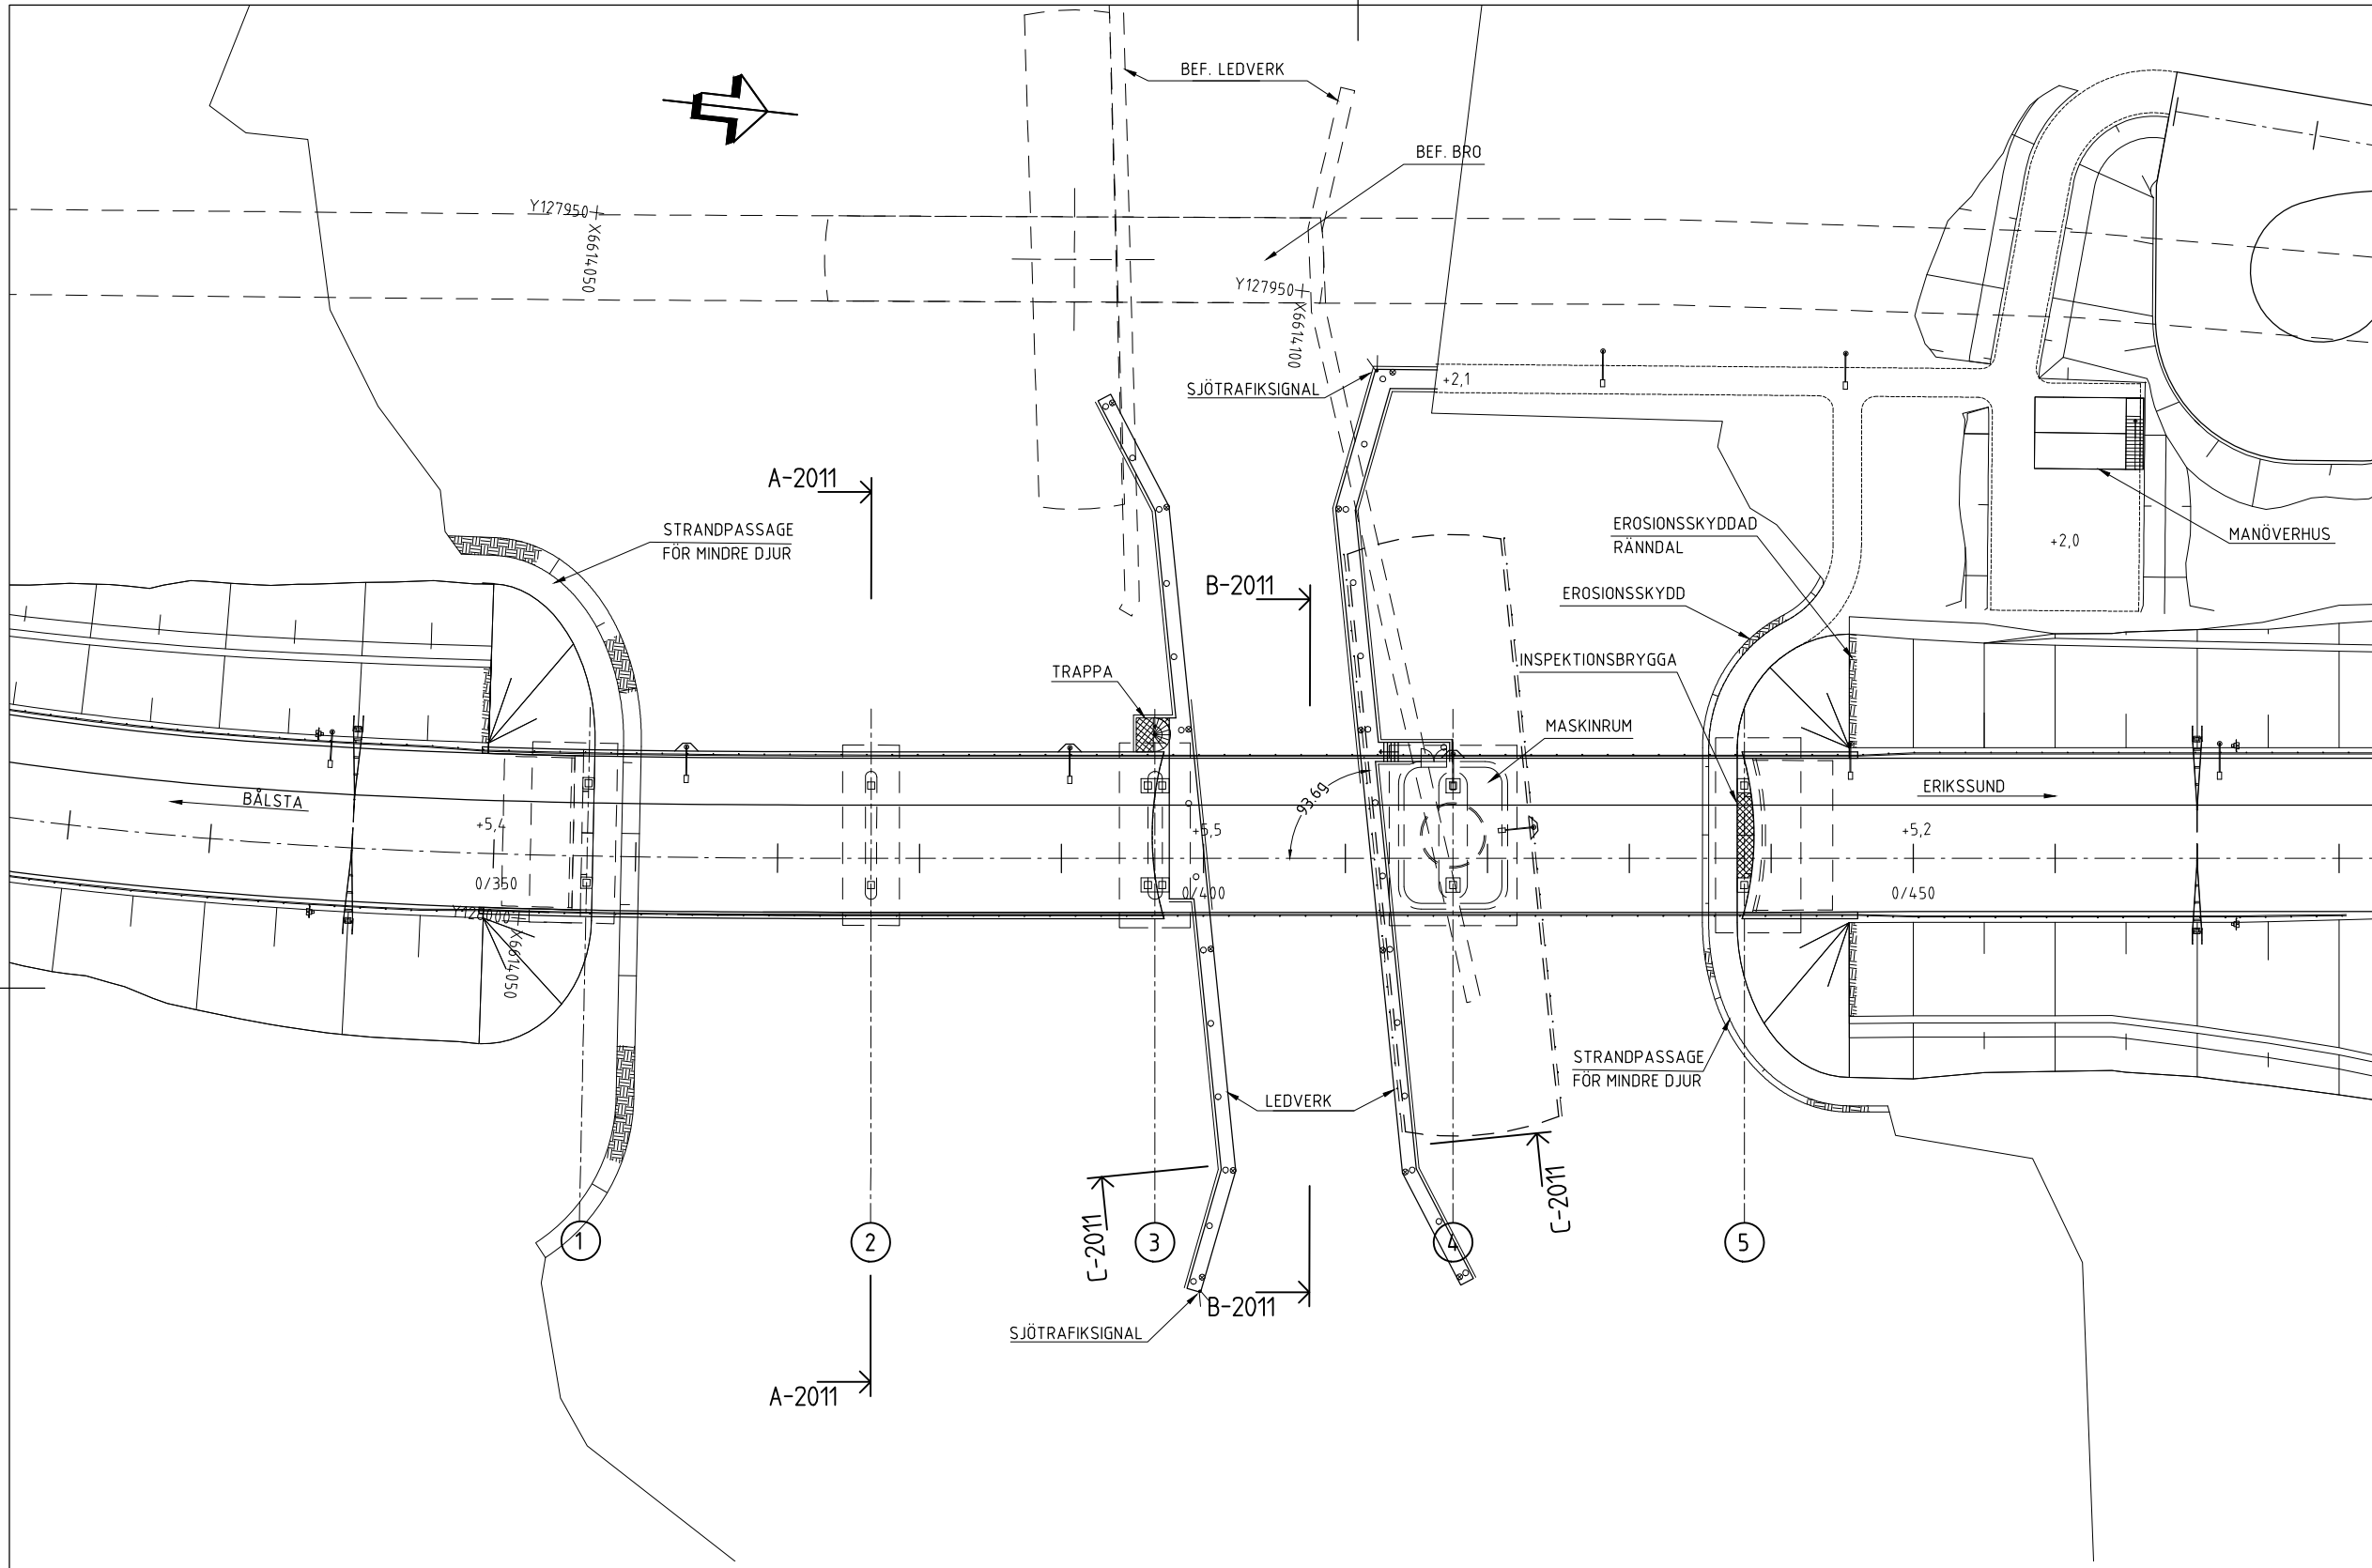 BEF. LEDVERK
BEF. BRO
Y127950
X6614050
Y127950
X6614100
SJÖTRAFIKSIGNAL
+2,1
A-2011
STRANDPASSAGE
FÖR MINDRE DJUR
B-2011
EROSIONSSKYDDAD
RÄNNDAL
EROSIONSSKYDD
+2,0
MANÖVERHUS
TRAPPA
INSPEKTIONSBRYGGA
MASKINRUM
BÅLSTA
93.6g
ERIKSSUND
+5,4
+5,5
+5,2
0/350
0/400
0/450
Y128000
X6614050
STRANDPASSAGE
FÖR MINDRE DJUR
LEDVERK
C-2011
C-2011
1
2
3
4
5
B-2011
SJÖTRAFIKSIGNAL
A-2011